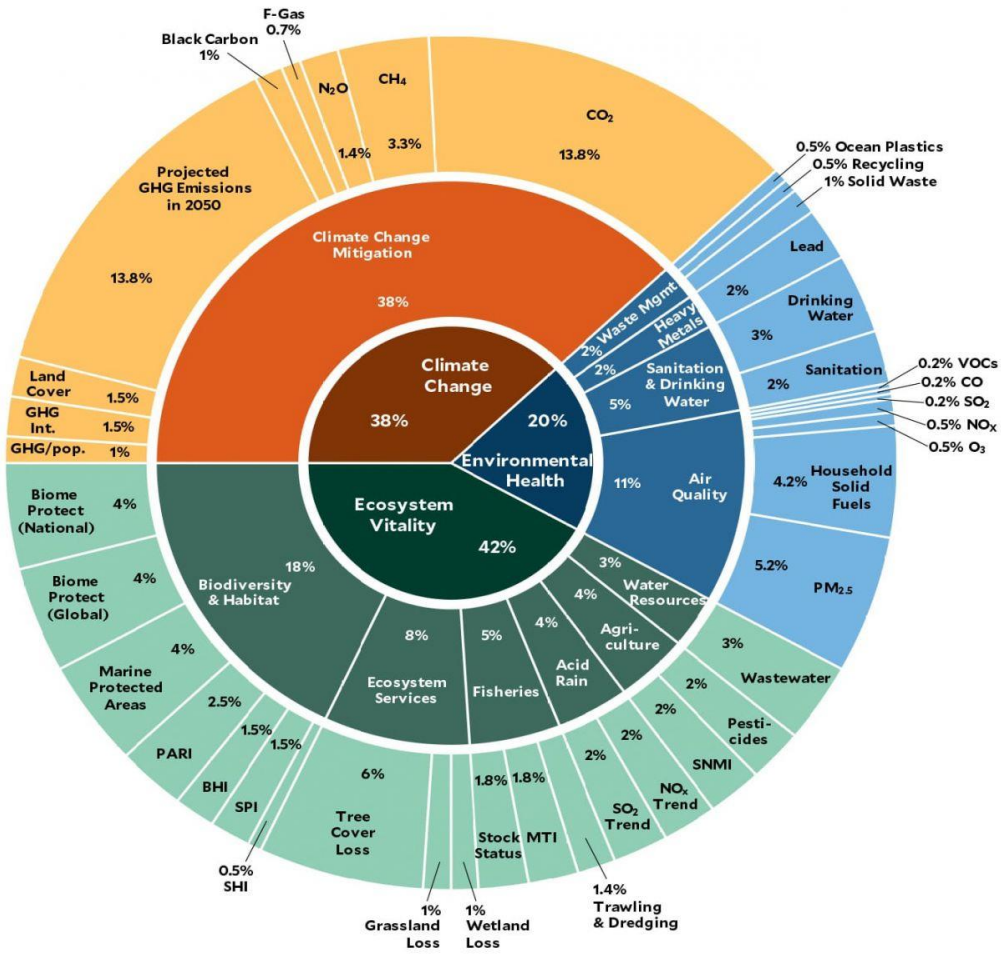 F-Gas
0.7%
Black Carbon
1%
N₂O
1.4%
CH₄
3.3%
CO₂
13.8%
Projected
GHG Emissions
in 2050
13.8%
Land
Cover
1.5%
GHG
Int.
1.5%
GHG/pop.
1%
0.5% Ocean Plastics
0.5% Recycling
1% Solid Waste
Lead
2%
Drinking
Water
3%
Sanitation
2%
0.2% VOCs
0.2% CO
0.2% SO₂
0.5% NOₓ
0.5% O₃
4.2%
Household
Solid
Fuels
5.2%
PM₂.₅
Climate Change
Mitigation
38%
Waste Mgmt
2%
Heavy
Metals
2%
Sanitation
& Drinking
Water
5%
Air
Quality
11%
Climate
Change
38%
20%
Environmental
Health
Ecosystem
Vitality
42%
18%
Biodiversity
& Habitat
8%
Ecosystem
Services
5%
Fisheries
4%
Acid
Rain
4%
Agri-
culture
3%
Water
Resources
Biome
Protect
(National)
4%
Biome
Protect
(Global)
4%
Marine
Protected
Areas
4%
2.5%
PARI
1.5%
BHI
1.5%
SPI
0.5%
SHI
6%
Tree
Cover
Loss
1%
Grassland
Loss
1%
Wetland
Loss
1.8%
Stock
Status
1.8%
MTI
1.4%
Trawling
& Dredging
2%
SO₂
Trend
2%
NOₓ
Trend
2%
SNMI
2%
Pesti-
cides
3%
Wastewater